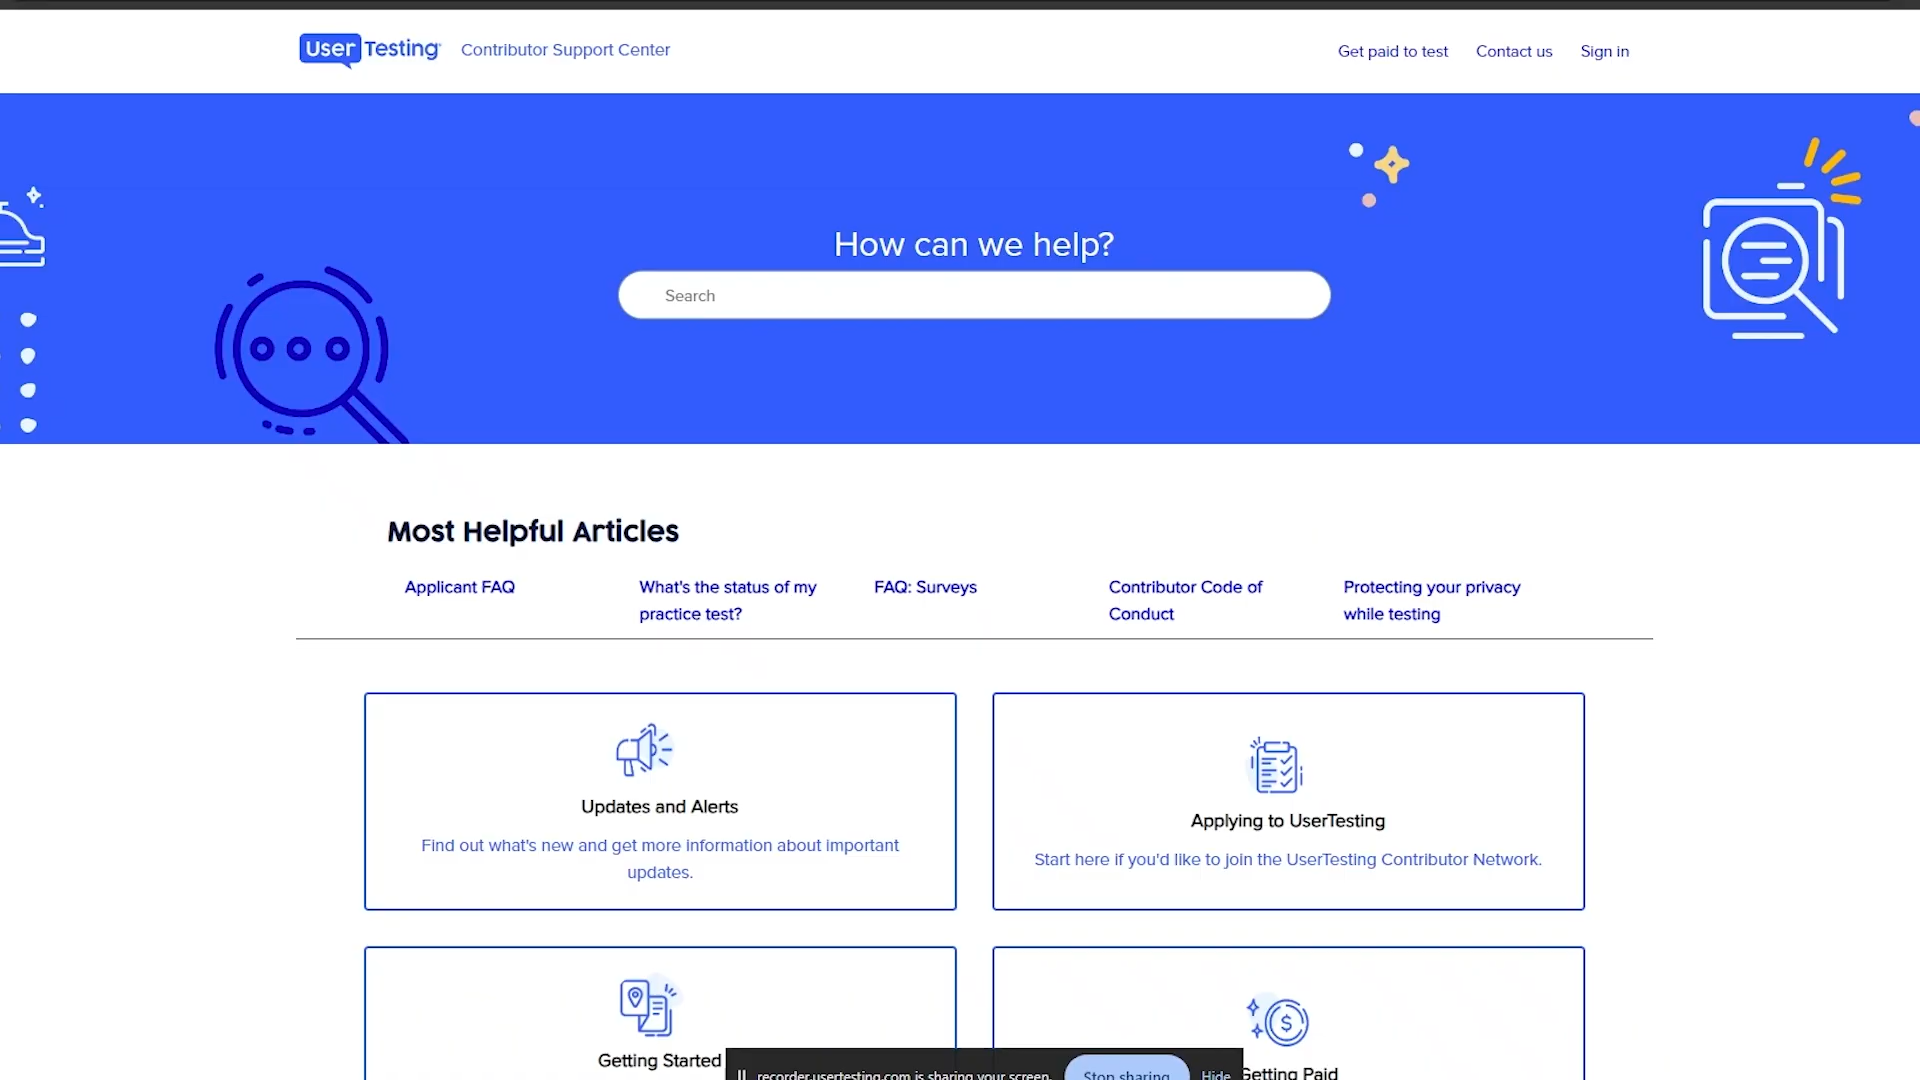 User Testing Contributor Support Center
Get paid to test Contact us Sign in
How can we help?
Search
Most Helpful Articles
Applicant FAQ
What's the status of my
practice test?
FAQ: Surveys
Contributor Code of
Conduct
Protecting your privacy
while testing
Updates and Alerts
Find out what's new and get more information about important
updates.
Applying to UserTesting
Start here if you'd like to join the UserTesting Contributor Network.
Getting Started
Getting Paid
recorder.usertesting.com is sharing your screen. Stop sharing Hide